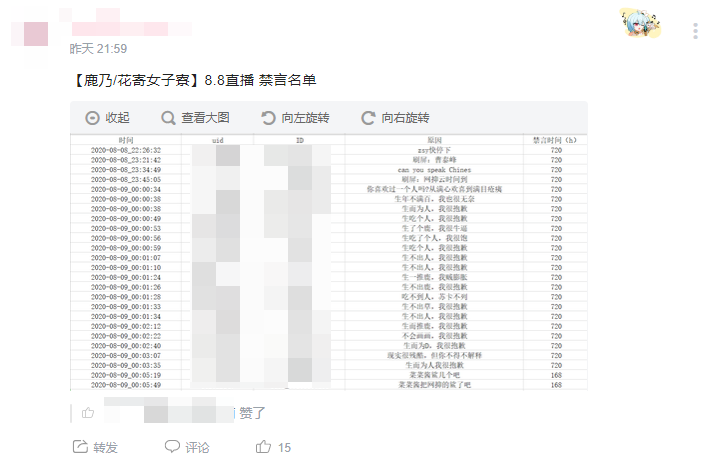 昨天 21:59
【鹿乃/花寄女子寮】8.8直播 禁言名单
收起 查看大图 向左旋转 向右旋转
时间 uid ID 原因 禁言时间(h)
2020-08-08_22:26:32 zsy快停下 720
2020-08-08_23:21:42 刷屏：曹泰峰 720
2020-08-08_23:34:49 can you speak Chines 720
2020-08-08_23:45:05 刷屏：网抑云时间到 720
2020-08-09_00:00:34 你喜欢过一个人吗?从满心欢喜到满目疮痍 720
2020-08-09_00:00:38 生年不满百，我也很无奈 720
2020-08-09_00:00:38 生而为人，我很抱歉 720
2020-08-09_00:00:49 生吃个人，我很抱歉 720
2020-08-09_00:00:53 生了个鹿，我很牛逼 720
2020-08-09_00:00:56 生吃了个人，我很饱 720
2020-08-09_00:00:59 生吃个人，我很抱歉 720
2020-08-09_00:01:07 生不出人，我很抱歉 720
2020-08-09_00:01:10 生不出人，我很抱歉 720
2020-08-09_00:01:24 生一推鹿，我贼膨胀 720
2020-08-09_00:01:26 生不出鹿，我很抱歉 720
2020-08-09_00:01:28 吃不到人，苏卡不列 720
2020-08-09_00:01:33 生不出草，我很抱歉 720
2020-08-09_00:01:34 生不出人，我很抱歉 720
2020-08-09_00:02:12 生而推鹿，我很抱歉 720
2020-08-09_00:02:22 不会画画，我很抱歉 720
2020-08-09_00:02:40 生而为D，我很抱歉 720
2020-08-09_00:03:07 现实很残酷，但你不得不解释 720
2020-08-09_00:03:35 生而为人我很抱歉 720
2020-08-09_00:05:19 菜菜酱鲨几个吧 168
2020-08-09_00:05:49 菜菜酱把网抑的鲨了吧 168
赞了
转发 评论 15